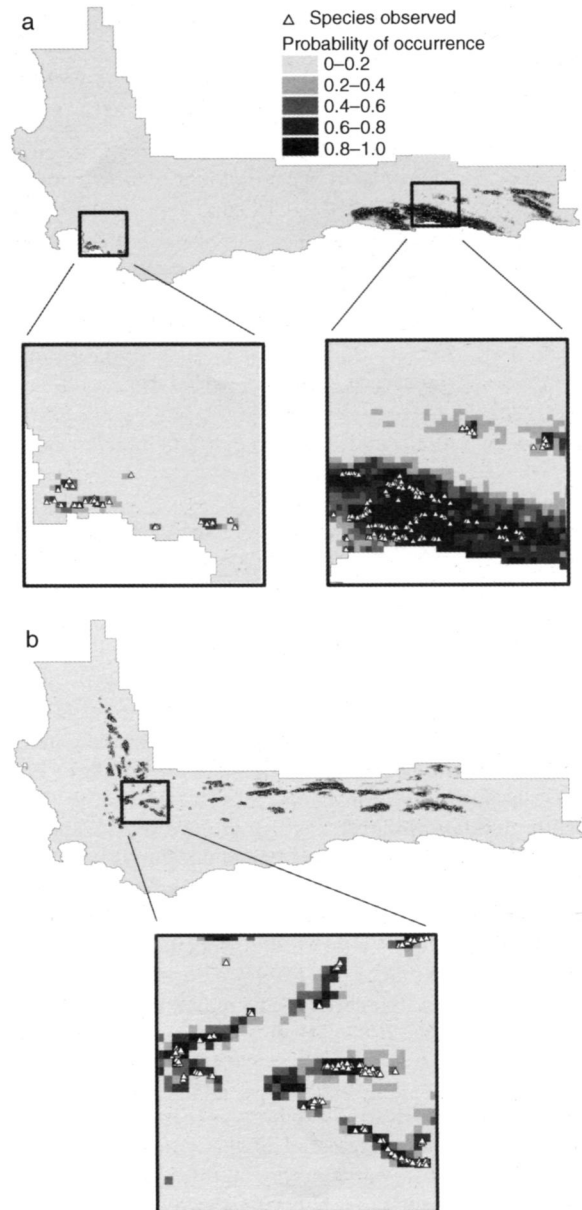 a
△ Species observed
Probability of occurrence
0–0.2
0.2–0.4
0.4–0.6
0.6–0.8
0.8–1.0
b